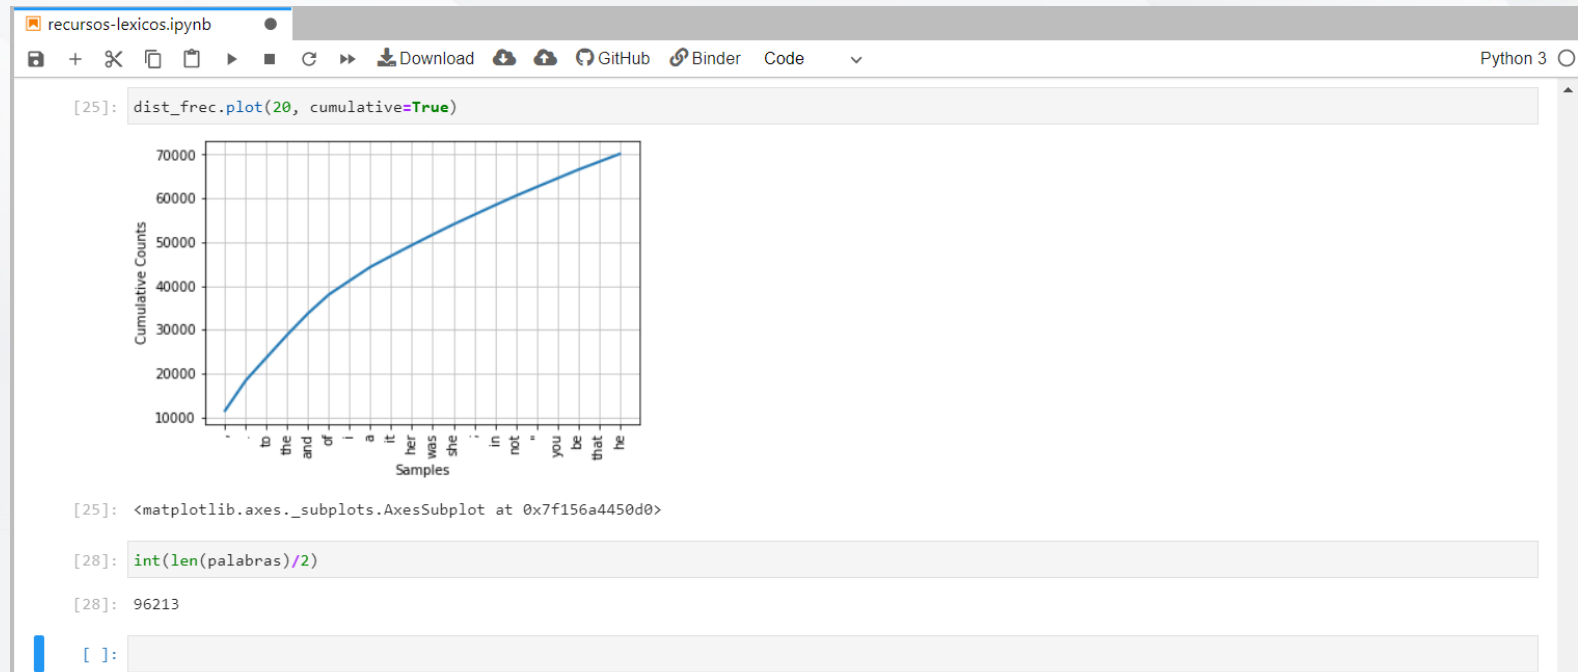 recursos-lexicos.ipynb
Download GitHub Binder Code Python 3
[25]: dist_frec.plot(20, cumulative=True)
70000
60000
50000
40000
30000
20000
10000
Cumulative Counts
, . to the and of i a it her was she ; in not " you be that he
Samples
[25]: <matplotlib.axes._subplots.AxesSubplot at 0x7f156a4450d0>
[28]: int(len(palabras)/2)
[28]: 96213
[ ]: